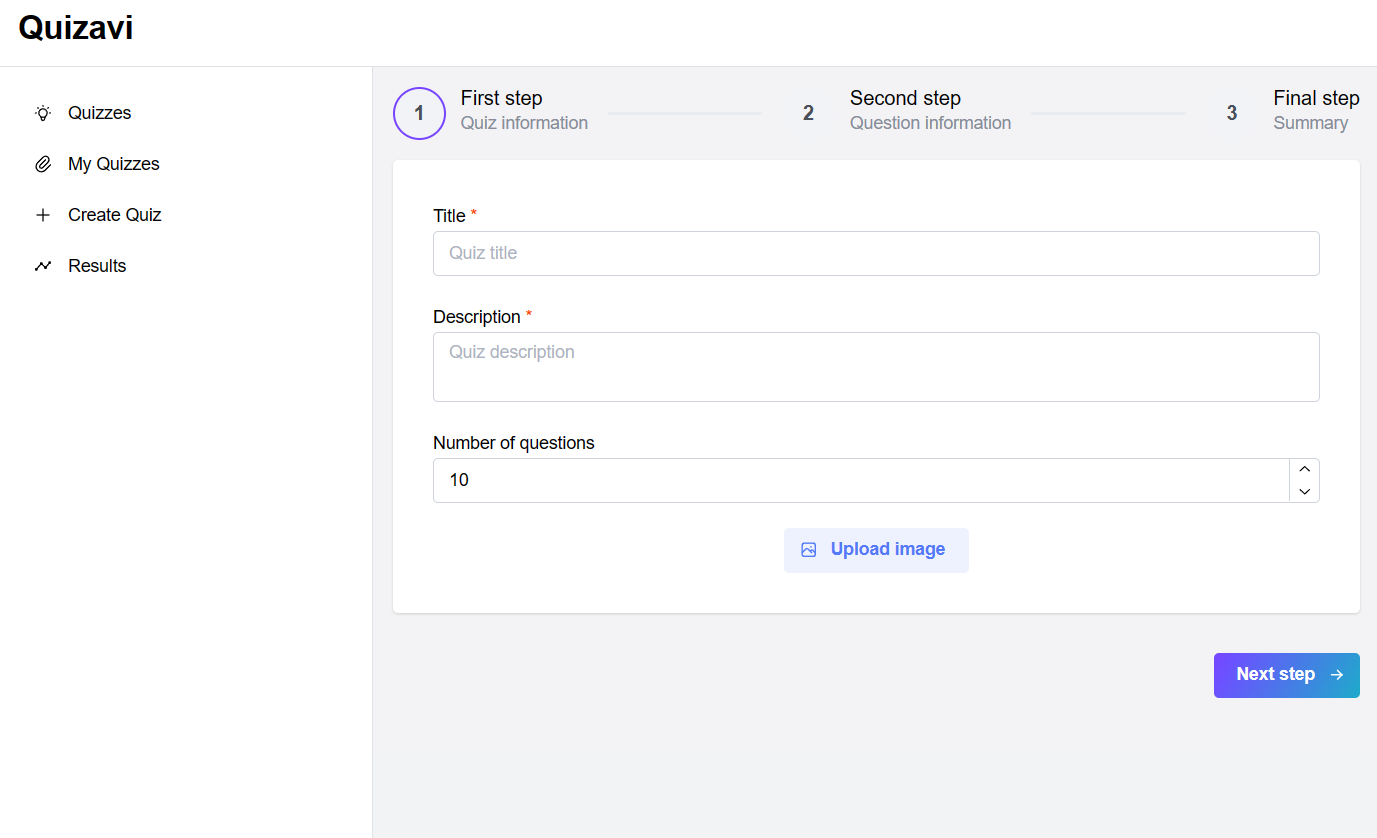 Quizavi
Quizzes
My Quizzes
Create Quiz
Results
1
First step
Quiz information
2
Second step
Question information
3
Final step
Summary
Title *
Quiz title
Description *
Quiz description
Number of questions
10
Upload image
Next step